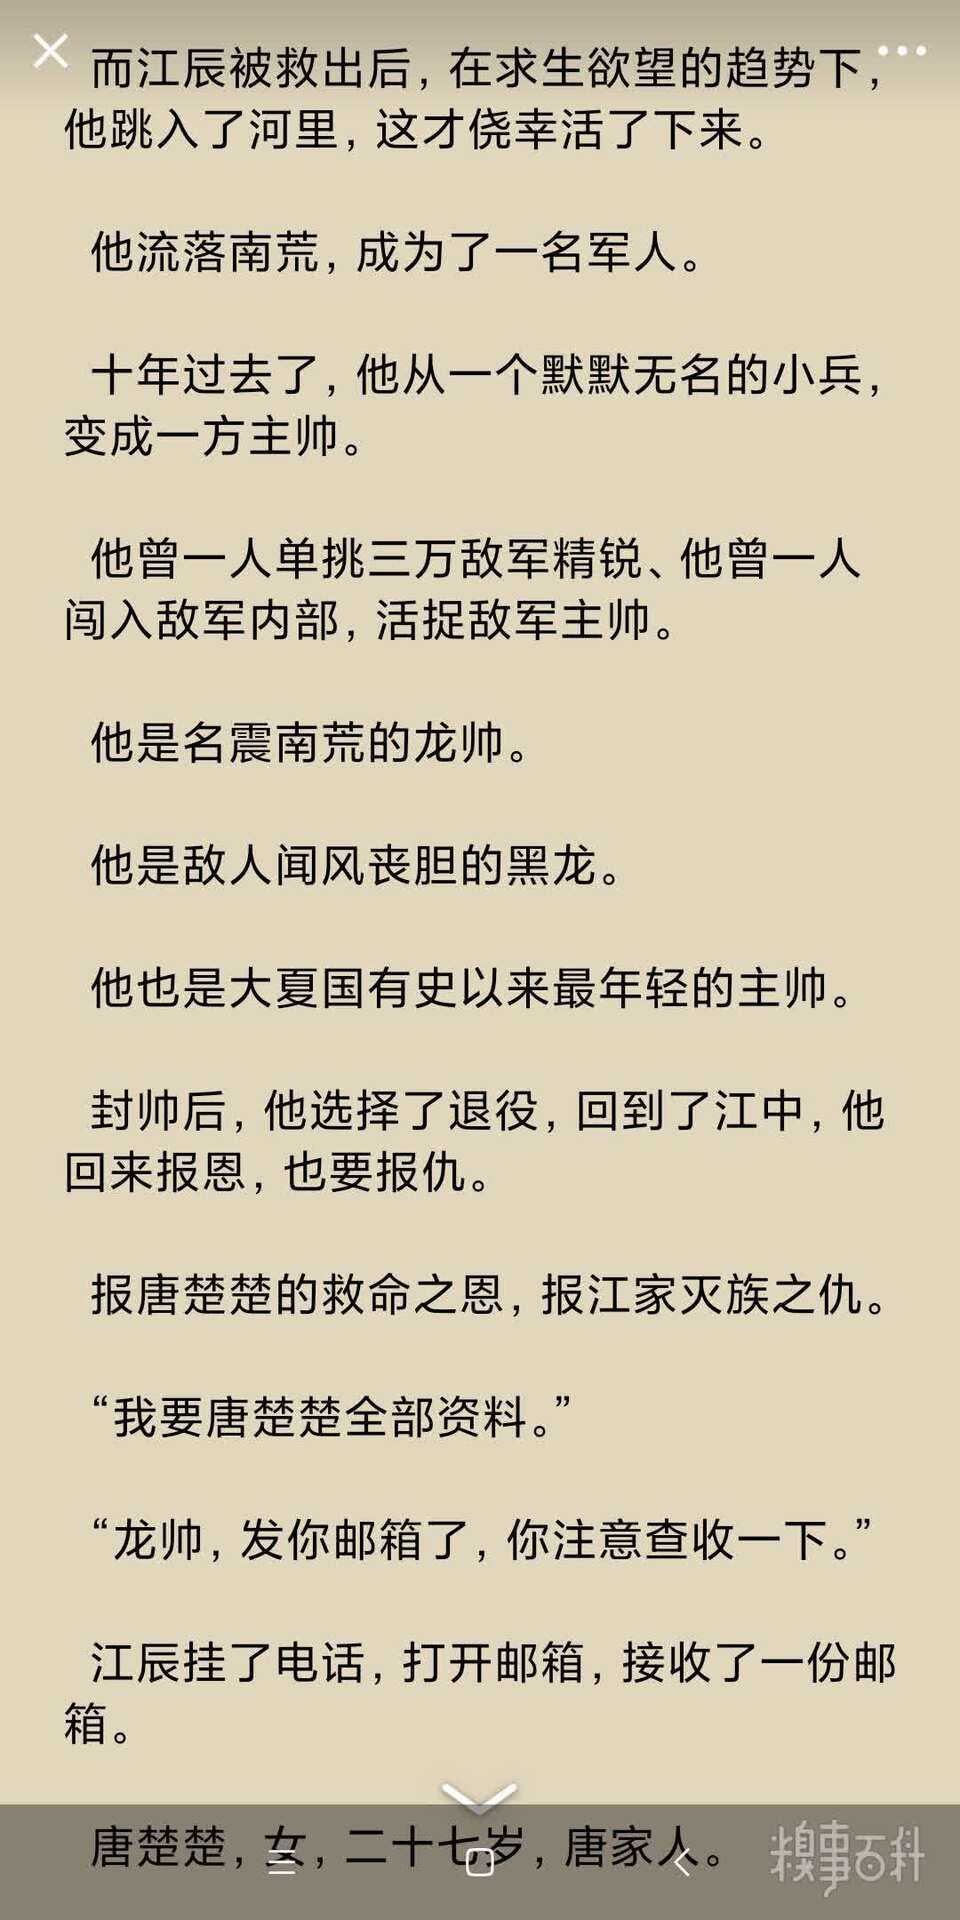 而江辰被救出后，在求生欲望的趋势下，
他跳入了河里，这才侥幸活了下来。
他流落南荒，成为了一名军人。
十年过去了，他从一个默默无名的小兵，
变成一方主帅。
他曾一人单挑三万敌军精锐、他曾一人
闯入敌军内部，活捉敌军主帅。
他是名震南荒的龙帅。
他是敌人闻风丧胆的黑龙。
他也是大夏国有史以来最年轻的主帅。
封帅后，他选择了退役，回到了江中，他
回来报恩，也要报仇。
报唐楚楚的救命之恩，报江家灭族之仇。
“我要唐楚楚全部资料。”
“龙帅，发你邮箱了，你注意查收一下。”
江辰挂了电话，打开邮箱，接收了一份邮
箱。
唐楚楚，女，二十七岁，唐家人。
糗事百科